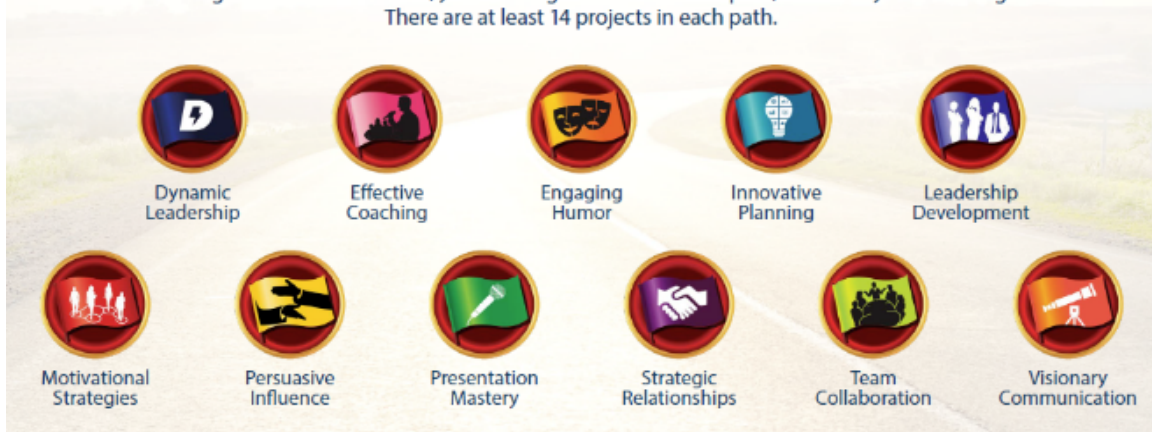 There are at least 14 projects in each path.
D
Dynamic
Leadership
Effective
Coaching
Engaging
Humor
Innovative
Planning
Leadership
Development
Motivational
Strategies
Persuasive
Influence
Presentation
Mastery
Strategic
Relationships
Team
Collaboration
Visionary
Communication